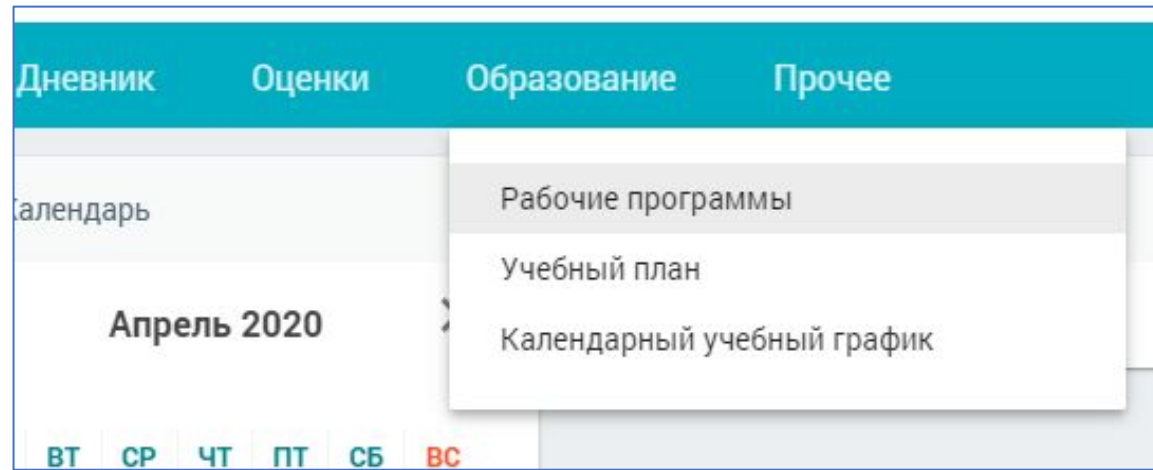 Дневник Оценки Образование Прочее
Календарь
Рабочие программы
Учебный план
Календарный учебный график
Апрель 2020
ВТ СР ЧТ ПТ СБ ВС